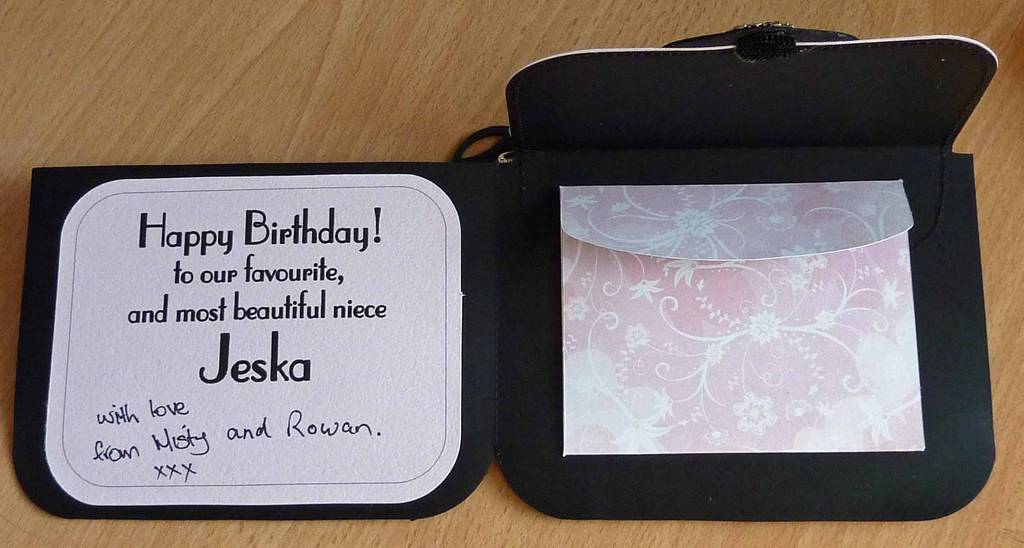 Happy Birthday!
to our favourite,
and most beautiful niece
Jeska
with love
from Misty and Rowan.
xxx